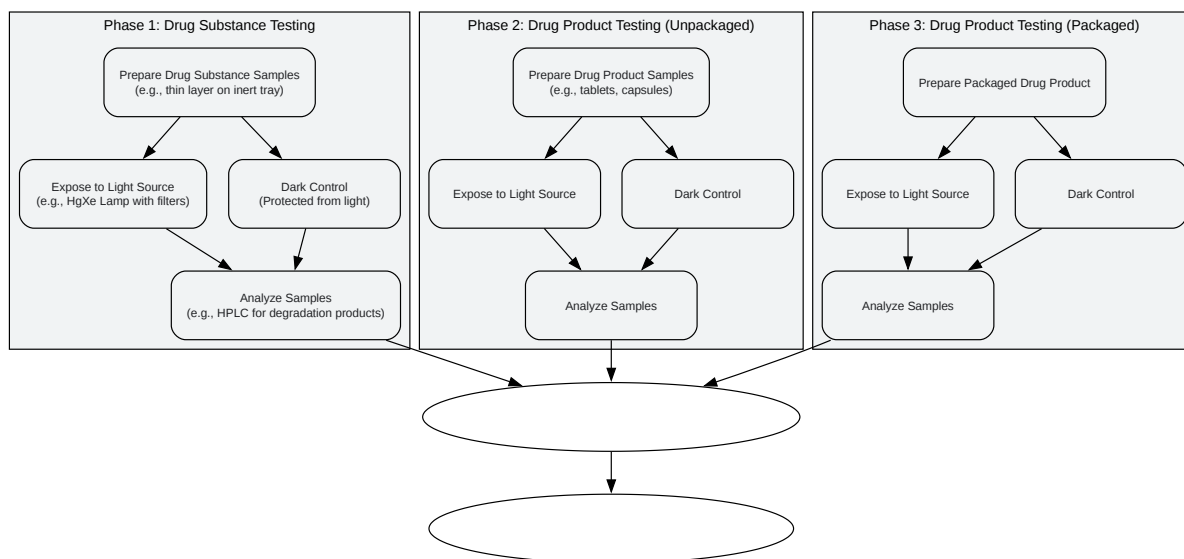 Phase 1: Drug Substance Testing
Prepare Drug Substance Samples
(e.g., thin layer on inert tray)
Expose to Light Source
(e.g., HgXe Lamp with filters)
Dark Control
(Protected from light)
Analyze Samples
(e.g., HPLC for degradation products)
Phase 2: Drug Product Testing (Unpackaged)
Prepare Drug Product Samples
(e.g., tablets, capsules)
Expose to Light Source
Dark Control
Analyze Samples
Phase 3: Drug Product Testing (Packaged)
Prepare Packaged Drug Product
Expose to Light Source
Dark Control
Analyze Samples